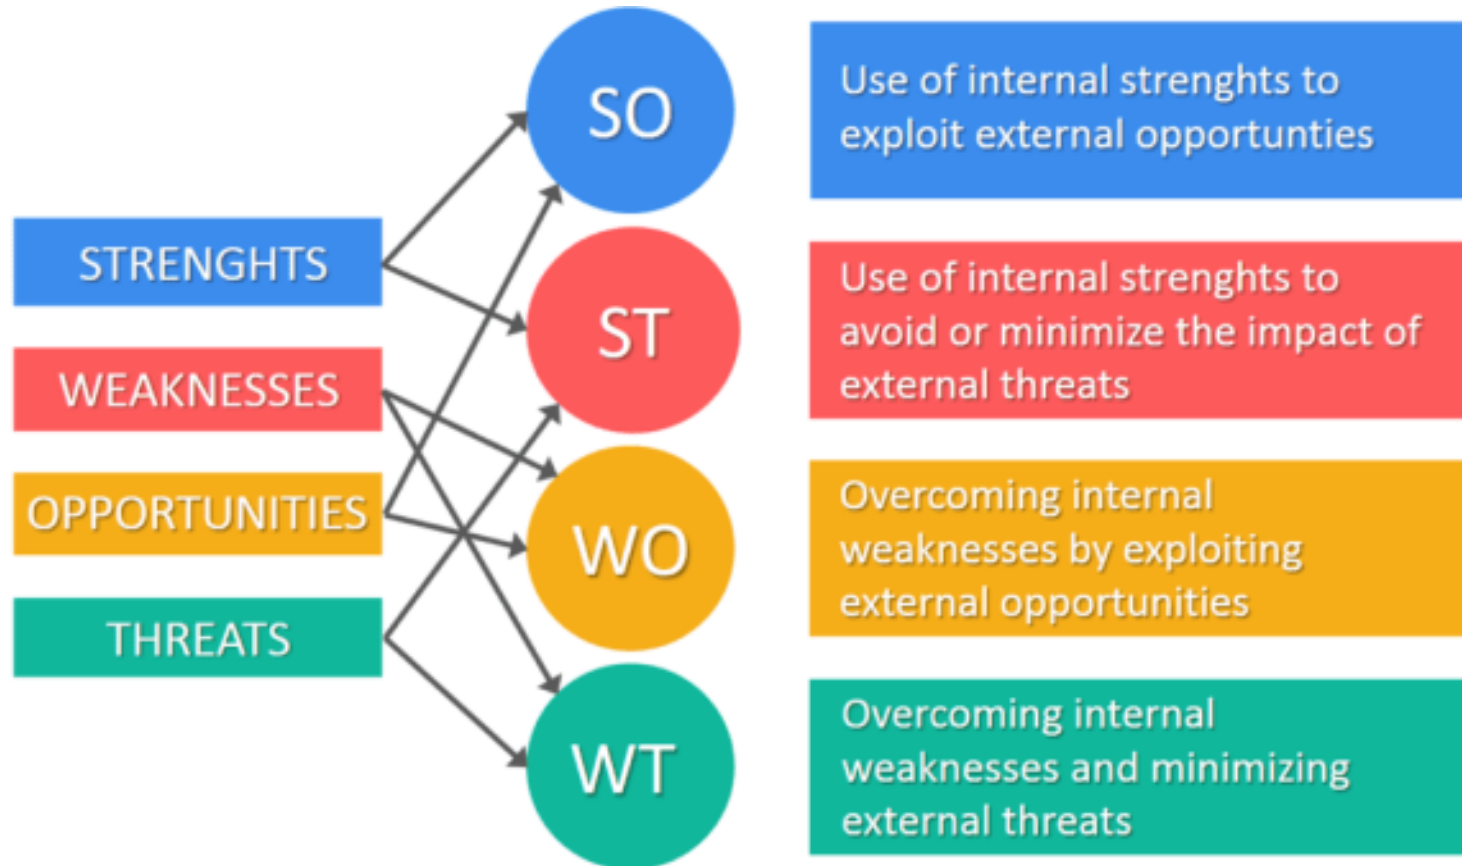 STRENGHTS
WEAKNESSES
OPPORTUNITIES
THREATS
SO
ST
WO
WT
Use of internal strenghts to
exploit external opportunties
Use of internal strenghts to
avoid or minimize the impact of
external threats
Overcoming internal
weaknesses by exploiting
external opportunities
Overcoming internal
weaknesses and minimizing
external threats